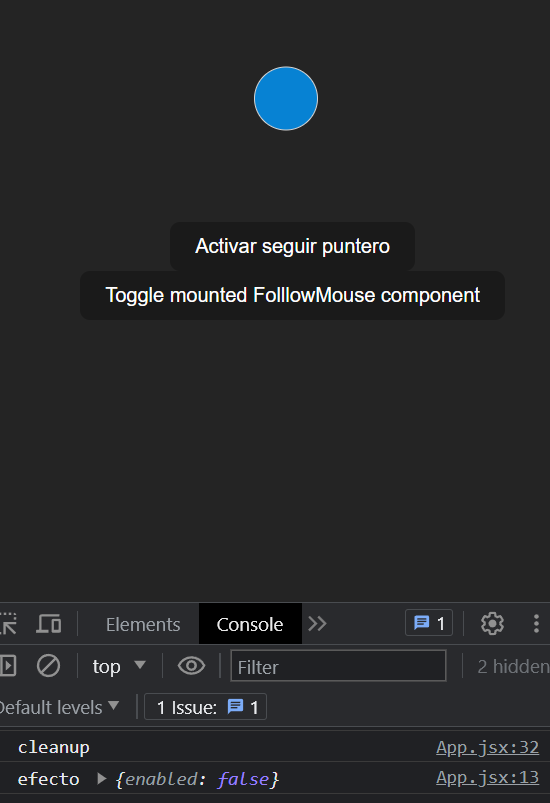 Activar seguir puntero
Toggle mounted FolllowMouse component
Elements Console 1
top Filter 2 hidden
Default levels 1 Issue: 1
cleanup App.jsx:32
efecto {enabled: false} App.jsx:13